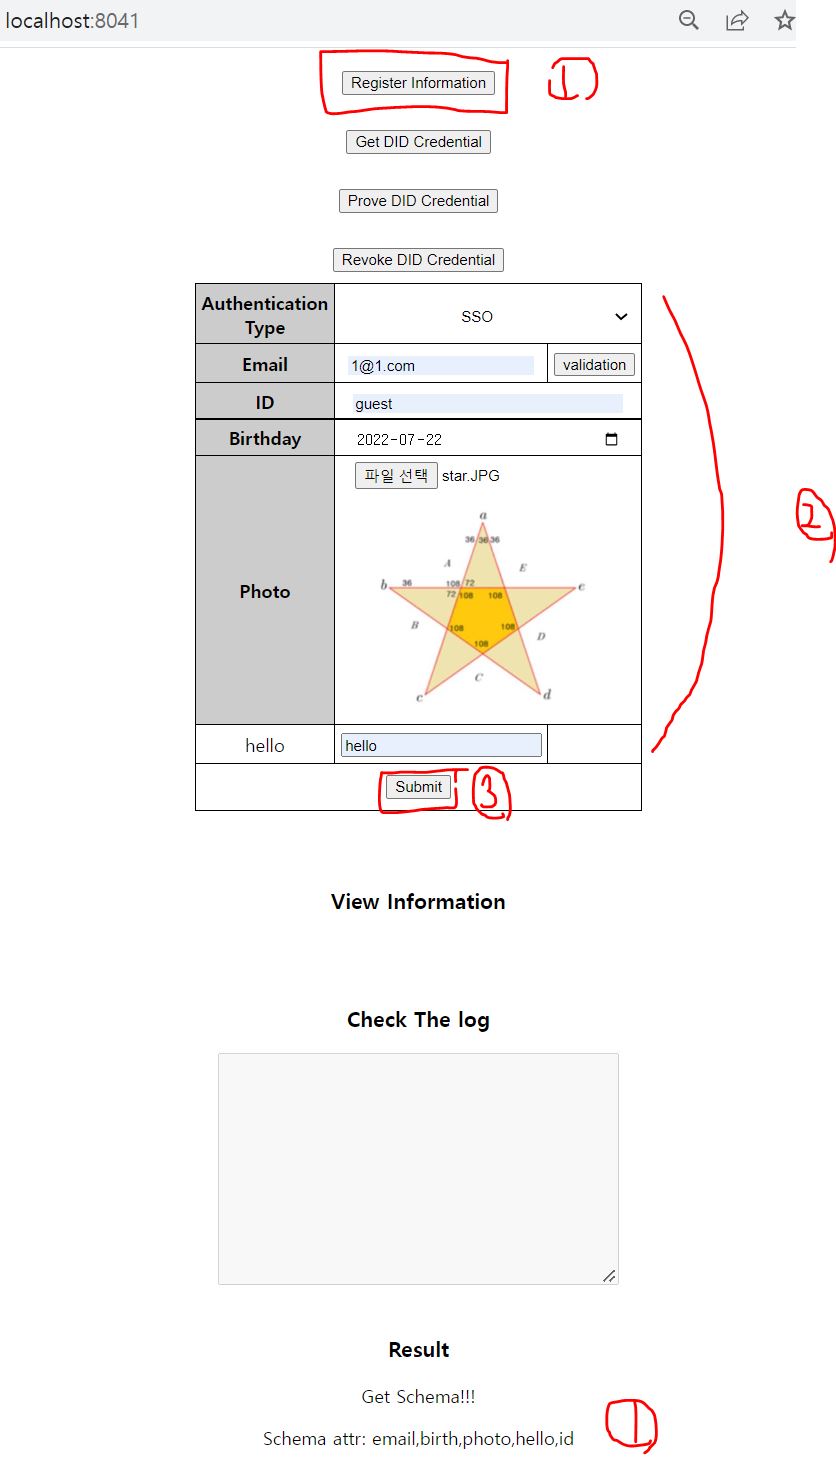 localhost:8041
Register Information
1
Get DID Credential
Prove DID Credential
Revoke DID Credential
Authentication Type SSO
Email 1@1.com validation
ID guest
Birthday 2022-07-22
2
파일 선택 star.JPG
a
36 36 36
A E
b 36 108 72 e
72 108 108
Photo
B 108 108 D
108
C
c d
hello hello
Submit 3
View Information
Check The log
Result
Get Schema!!!
Schema attr: email,birth,photo,hello,id
1